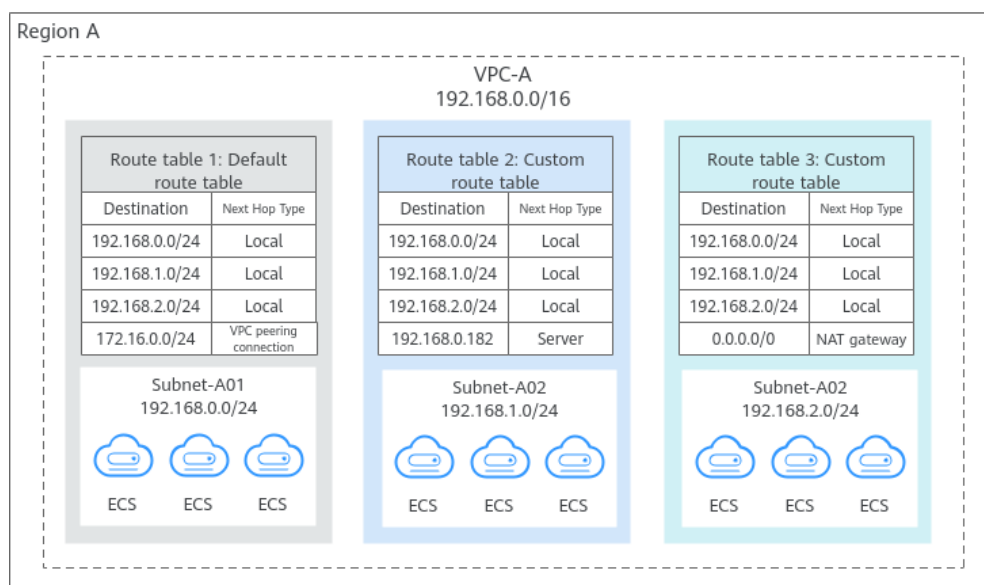 Region A
VPC-A
192.168.0.0/16
Route table 1: Default
route table
Destination Next Hop Type
192.168.0.0/24 Local
192.168.1.0/24 Local
192.168.2.0/24 Local
172.16.0.0/24 VPC peering
connection
Subnet-A01
192.168.0.0/24
ECS ECS ECS
Route table 2: Custom
route table
Destination Next Hop Type
192.168.0.0/24 Local
192.168.1.0/24 Local
192.168.2.0/24 Local
192.168.0.182 Server
Subnet-A02
192.168.1.0/24
ECS ECS ECS
Route table 3: Custom
route table
Destination Next Hop Type
192.168.0.0/24 Local
192.168.1.0/24 Local
192.168.2.0/24 Local
0.0.0.0/0 NAT gateway
Subnet-A02
192.168.2.0/24
ECS ECS ECS